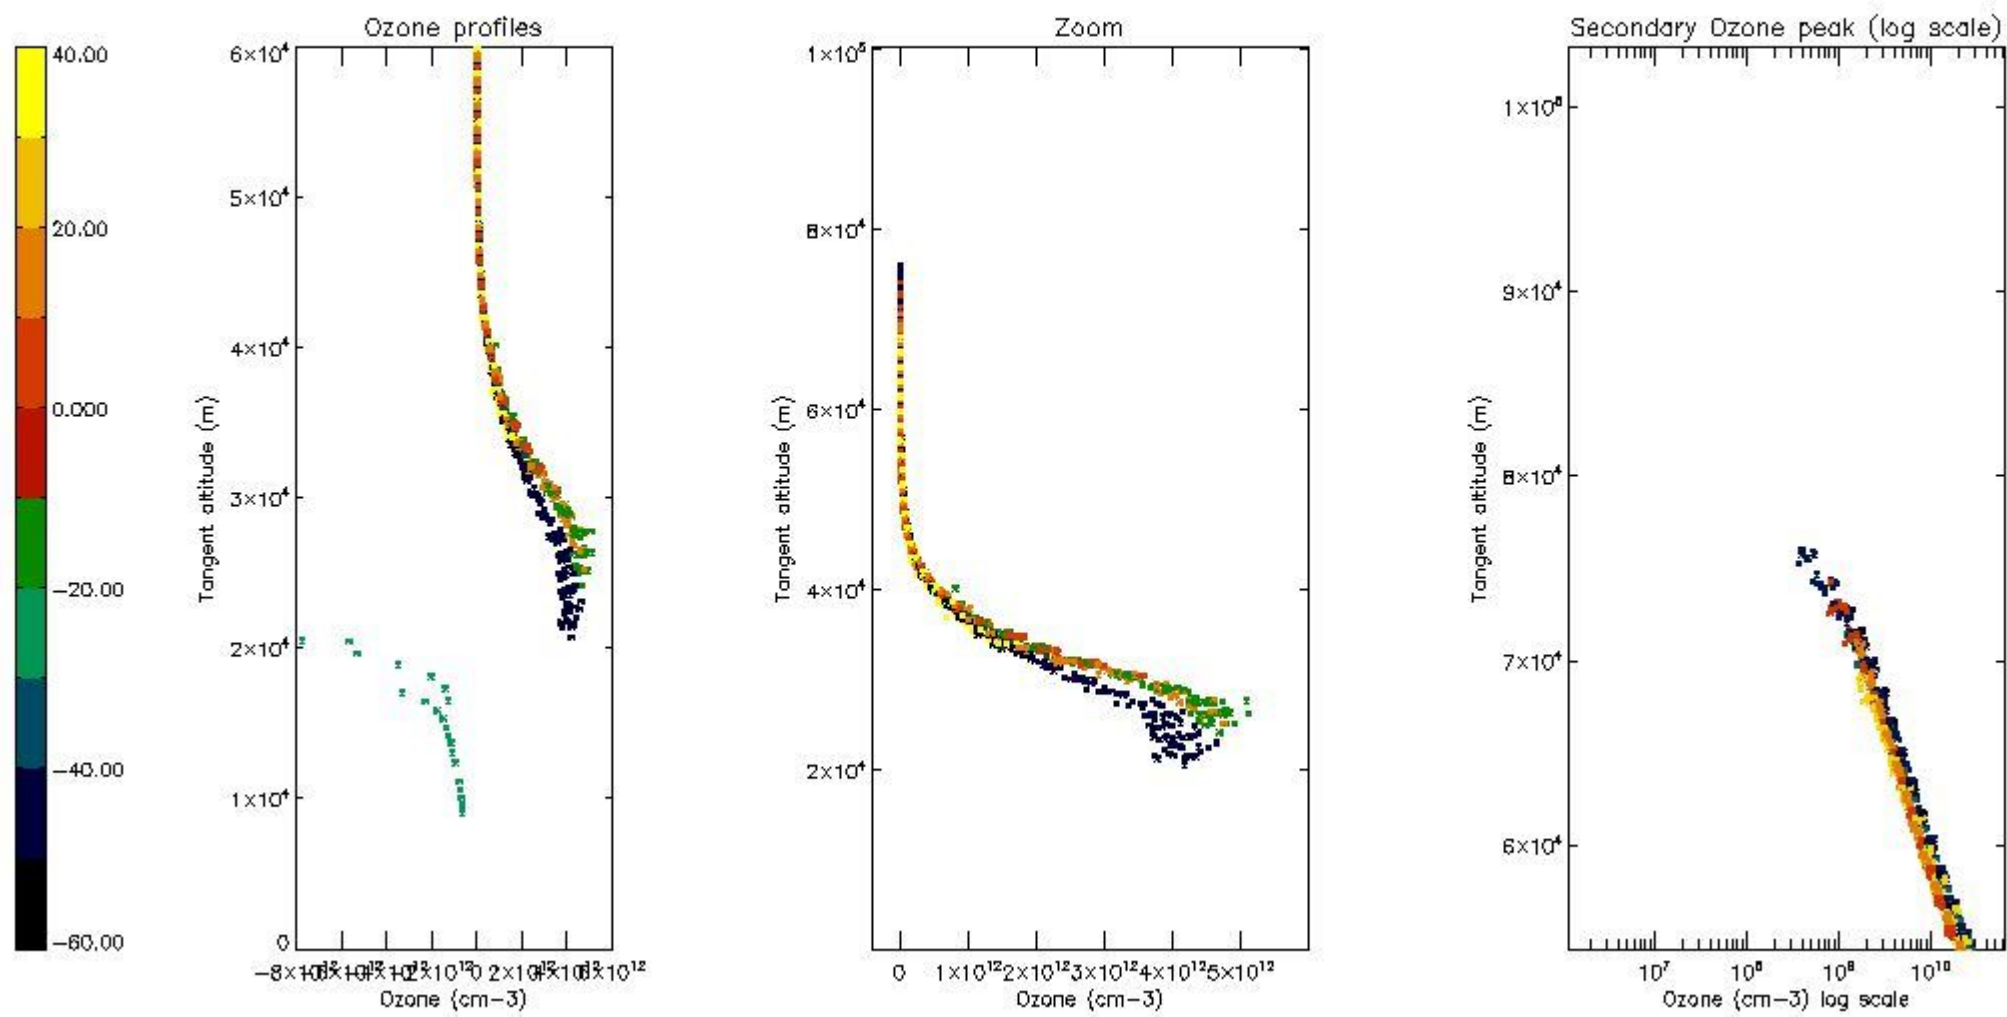 Ozone profiles
Zoom
Secondary Ozone peak (log scale)
40.00
20.00
0.000
−20.00
−40.00
−60.00
6×10⁴
5×10⁴
4×10⁴
3×10⁴
2×10⁴
1×10⁴
0
Tangent altitude (m)
0
6×10¹²
Ozone (cm−3)
1×10⁵
8×10⁴
6×10⁴
4×10⁴
2×10⁴
Tangent altitude (m)
0 1×10¹² 2×10¹² 3×10¹² 4×10¹² 5×10¹²
Ozone (cm−3)
9×10⁴
8×10⁴
7×10⁴
6×10⁴
Tangent altitude (m)
10⁷ 10⁸ 10⁹ 10¹⁰
Ozone (cm−3) log scale